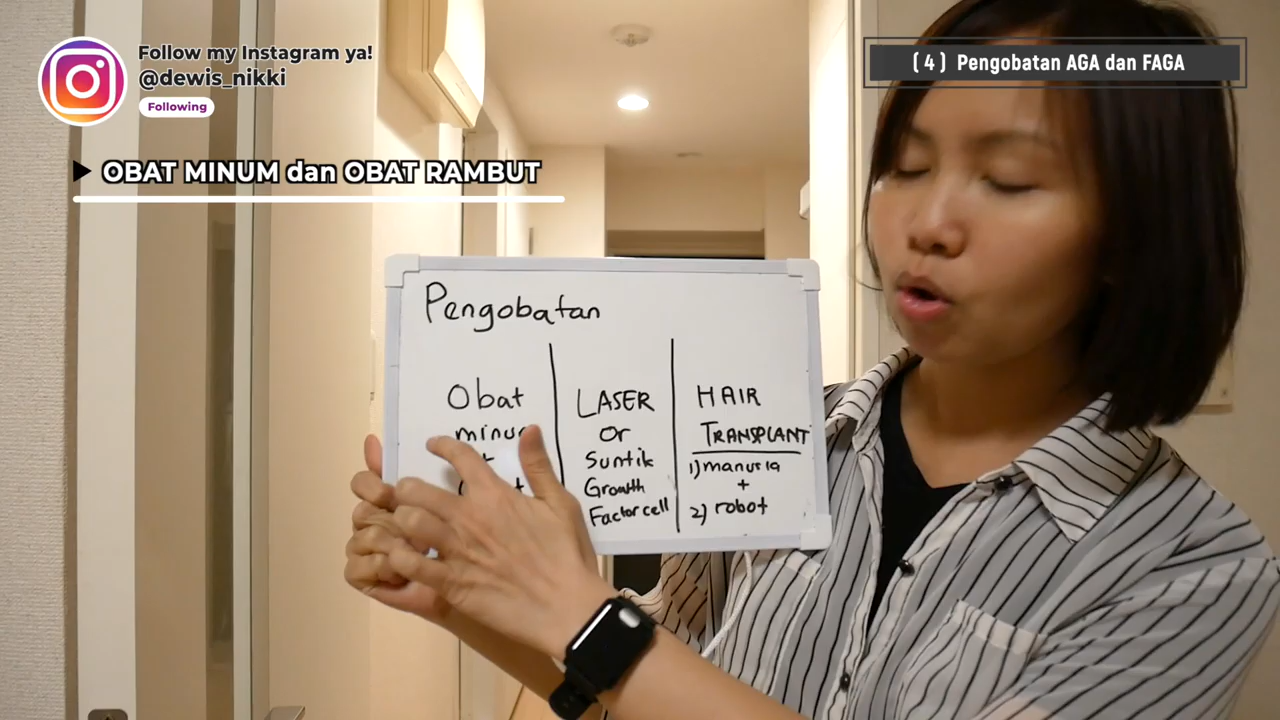 Follow my Instagram ya!
@dewis_nikki
Following
( 4 ) Pengobatan AGA dan FAGA
OBAT MINUM dan OBAT RAMBUT
Pengobatan
Obat
LASER
or
Suntik
Growth
Factor cell
HAIR
TRANSPLANT
1) manusia
+
2) robot